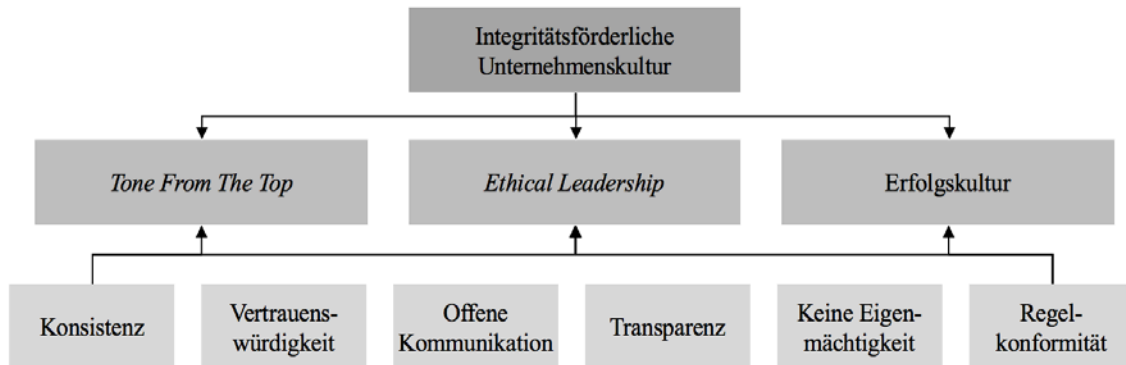 Integritätsförderliche
Unternehmenskultur
Tone From The Top
Ethical Leadership
Erfolgskultur
Konsistenz
Vertrauens-
würdigkeit
Offene
Kommunikation
Transparenz
Keine Eigen-
mächtigkeit
Regel-
konformität